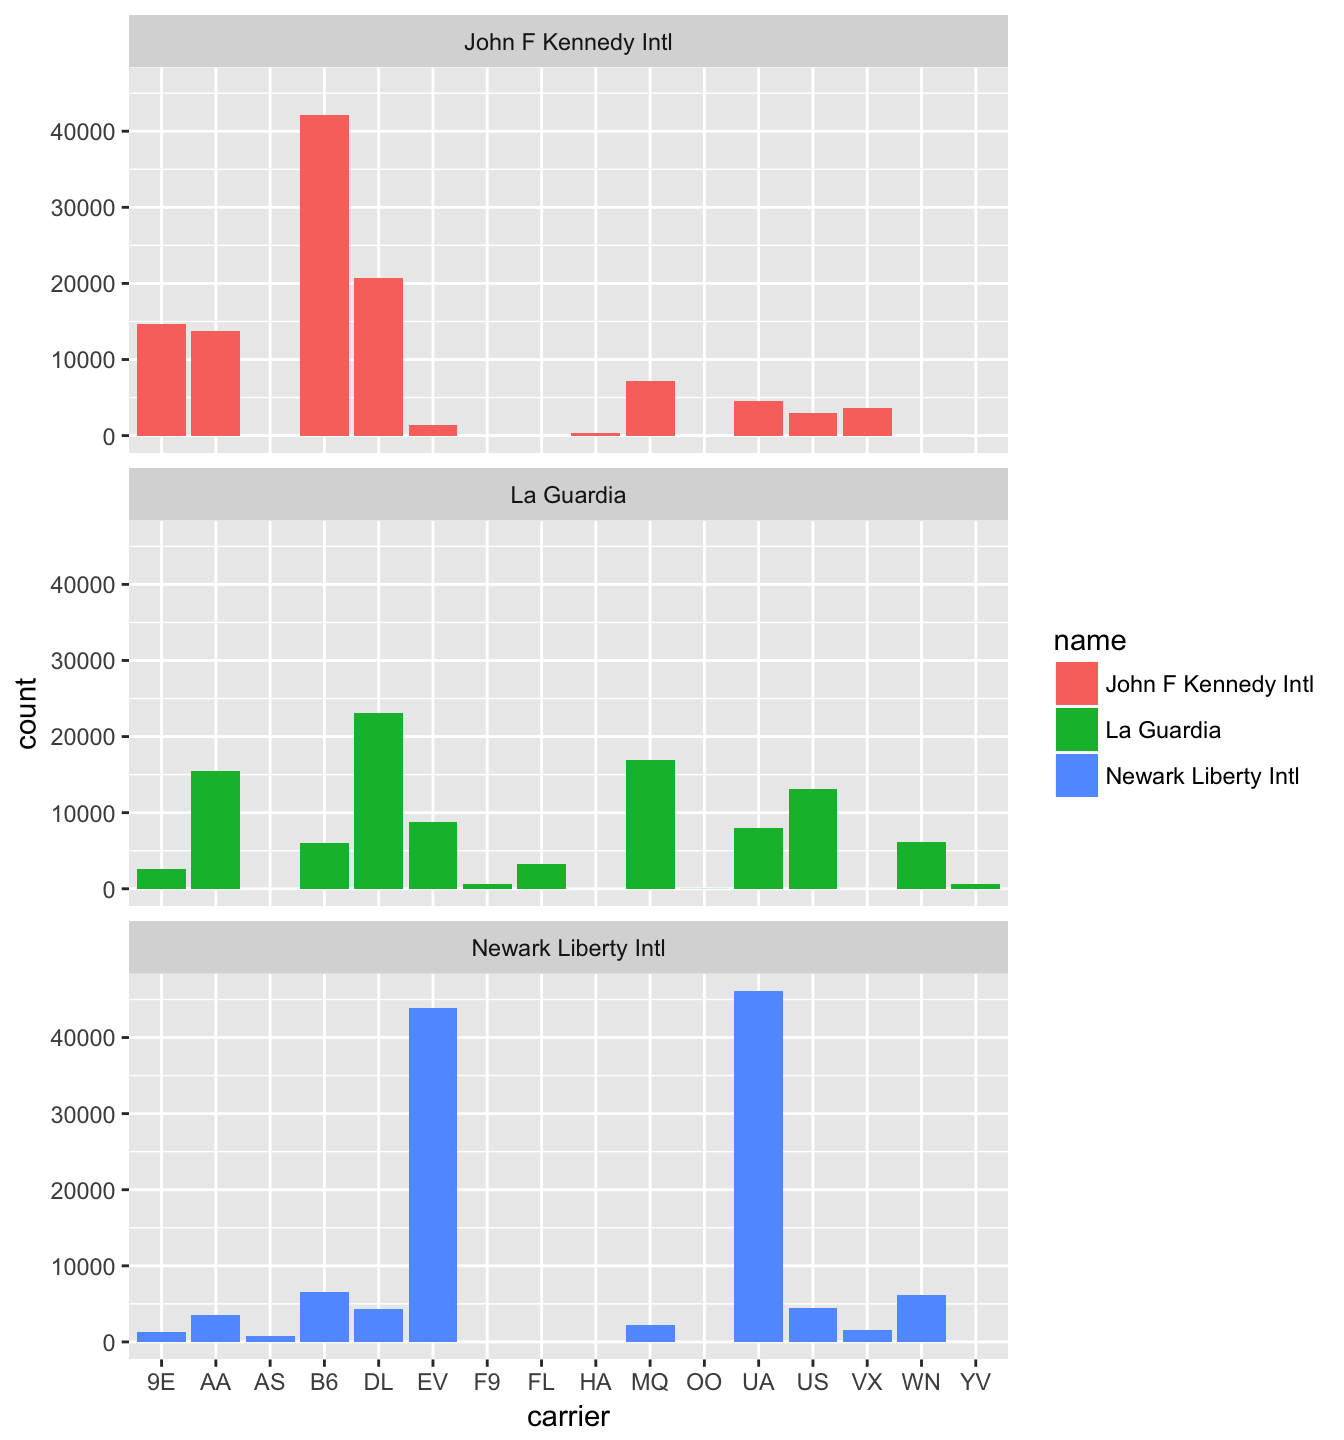 John F Kennedy Intl
40000
30000
20000
10000
0
La Guardia
40000
30000
20000
10000
0
Newark Liberty Intl
40000
30000
20000
10000
0
9E AA AS B6 DL EV F9 FL HA MQ OO UA US VX WN YV
carrier
count
name
John F Kennedy Intl
La Guardia
Newark Liberty Intl